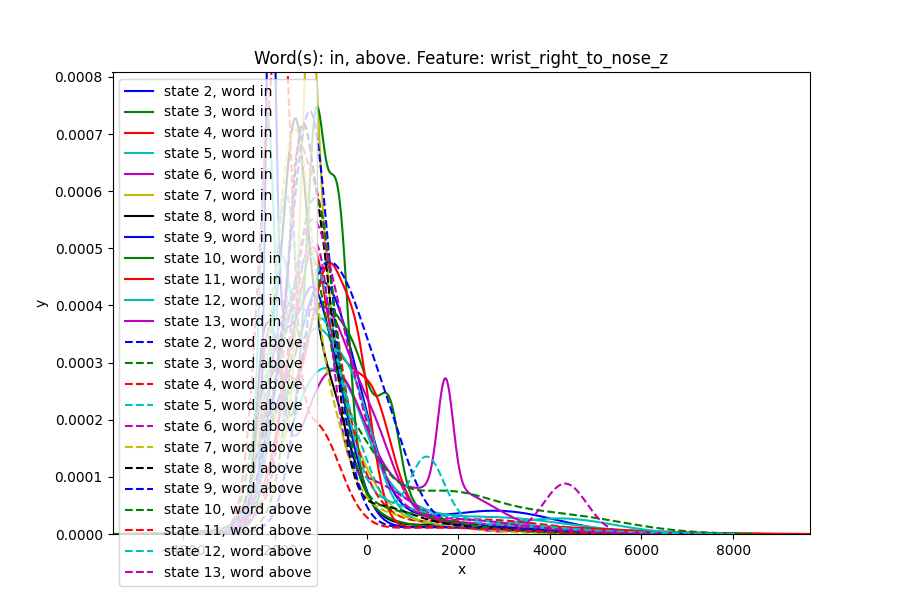 Word(s): in, above. Feature: wrist_right_to_nose_z
y
0.0008
0.0007
0.0006
0.0005
0.0004
0.0003
0.0002
0.0001
0.0000
state 2, word in
state 3, word in
state 4, word in
state 5, word in
state 6, word in
state 7, word in
state 8, word in
state 9, word in
state 10, word in
state 11, word in
state 12, word in
state 13, word in
state 2, word above
state 3, word above
state 4, word above
state 5, word above
state 6, word above
state 7, word above
state 8, word above
state 9, word above
state 10, word above
state 11, word above
state 12, word above
state 13, word above
0 2000 4000 6000 8000
x